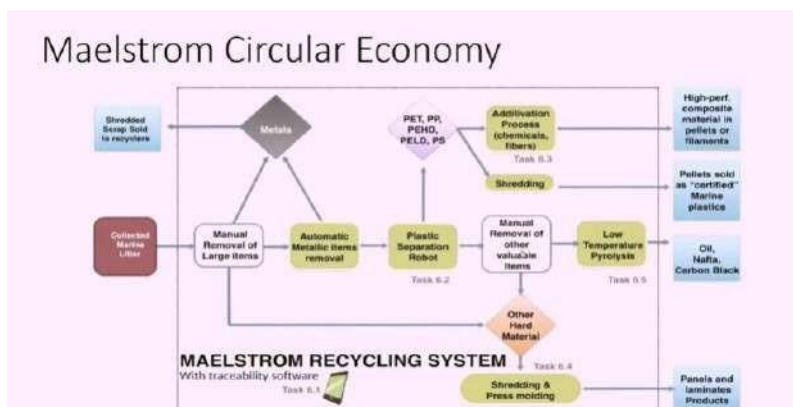 Maelstrom Circular Economy
Shredded
Scrap Sold
to recyclers
Metals
PET, PP,
PEHD,
PELD, PS
Additivation
Process
(chemicals,
fibers)
Task 6.3
High-perf.
composite
material in
pellets or
filaments
Shredding
Pellets sold
as "certified"
Marine
plastics
Collected
Marine
Litter
Manual
Removal of
Large items
Automatic
Metallic items
removal
Plastic
Separation
Robot
Task 6.2
Manual
Removal of
other
valuable
items
Low
Temperature
Pyrolysis
Task 6.5
Oil,
Nafta,
Carbon Black
Other
Hard
Material
MAELSTROM RECYCLING SYSTEM
With traceability software
Task 6.1
Task 6.4
Shredding &
Press molding
Panels and
laminates
Products